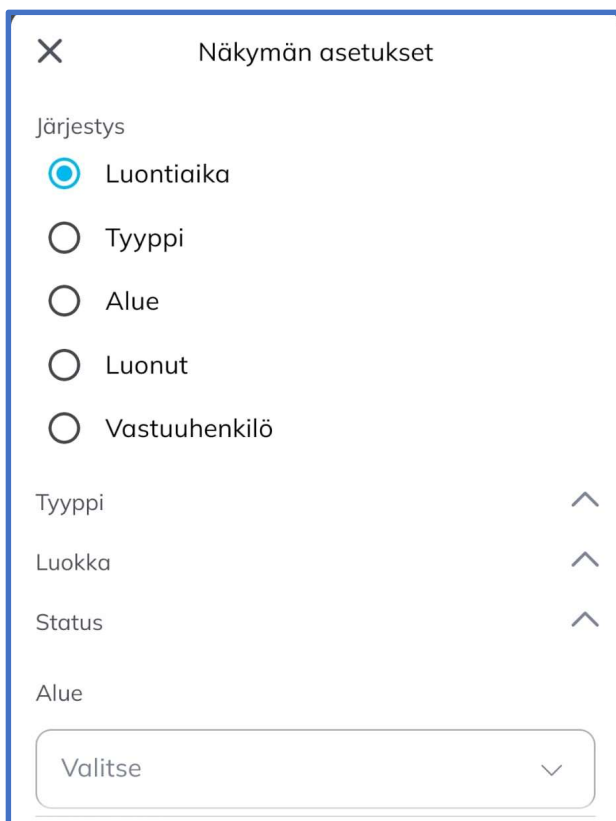 Näkymän asetukset
Järjestys
Luontiaika
Tyyppi
Alue
Luonut
Vastuuhenkilö
Tyyppi
Luokka
Status
Alue
Valitse